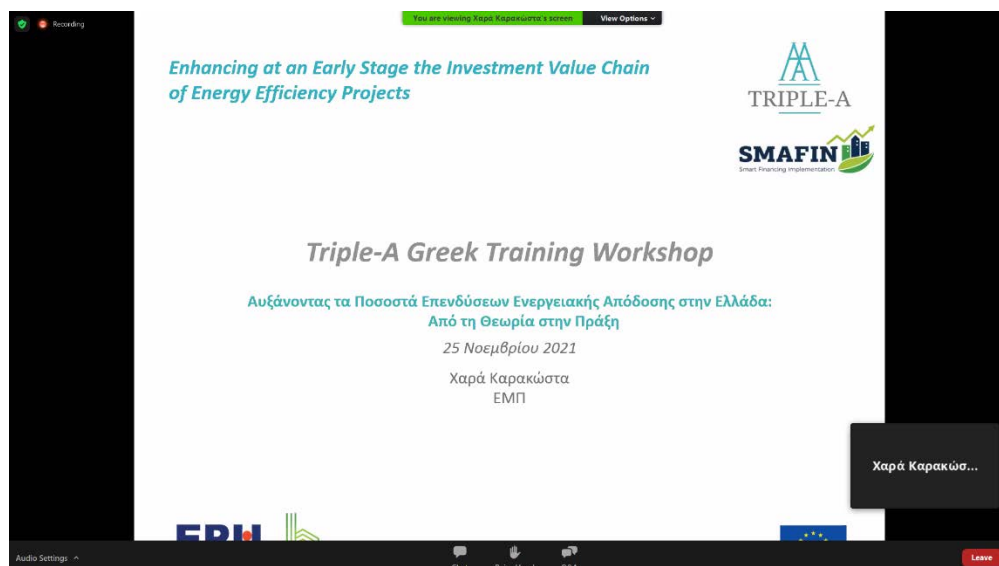 Recording
You are viewing Χαρά Καρακώστα's screen
View Options
Enhancing at an Early Stage the Investment Value Chain
of Energy Efficiency Projects
TRIPLE-A
SMAFIN
Smart Financing Implementation
Triple-A Greek Training Workshop
Αυξάνοντας τα Ποσοστά Επενδύσεων Ενεργειακής Απόδοσης στην Ελλάδα:
Από τη Θεωρία στην Πράξη
25 Νοεμβρίου 2021
Χαρά Καρακώστα
ΕΜΠ
Χαρά Καρακώσ...
Audio Settings
Leave